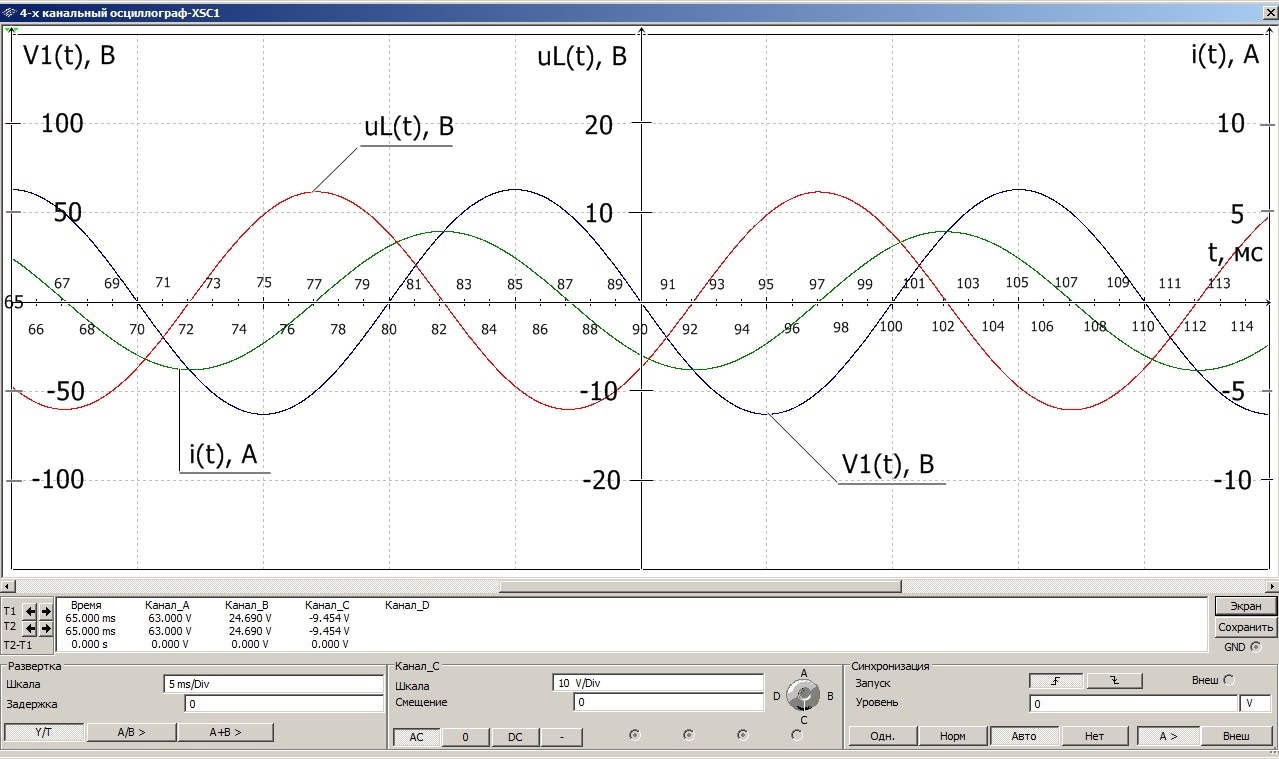 4-х канальный осциллограф-XSC1
V1(t), В uL(t), В i(t), А
100 20 10
uL(t), В
50 10 5
t, мс
67 69 71 73 75 77 79 81 83 85 87 89 91 93 95 97 99 101 103 105 107 109 111 113
65
66 68 70 72 74 76 78 80 82 84 86 88 90 92 94 96 98 100 102 104 106 108 110 112 114
-50 -10 -5
i(t), А
V1(t), В
-100 -20 -10
T1
T2
T2-T1
Время Канал_A Канал_B Канал_C Канал_D
65.000 ms 63.000 V 24.690 V -9.454 V
65.000 ms 63.000 V 24.690 V -9.454 V
0.000 s 0.000 V 0.000 V 0.000 V
Экран
Сохранить
GND
Развертка
Шкала 5 ms/Div
Задержка 0
Y/T A/B > A+B >
Канал_C
Шкала 10 V/Div
Смещение 0
A
D B
C
AC 0 DC -
Синхронизация
Запуск Внеш
Уровень 0 V
Одн. Норм Авто Нет A > Внеш